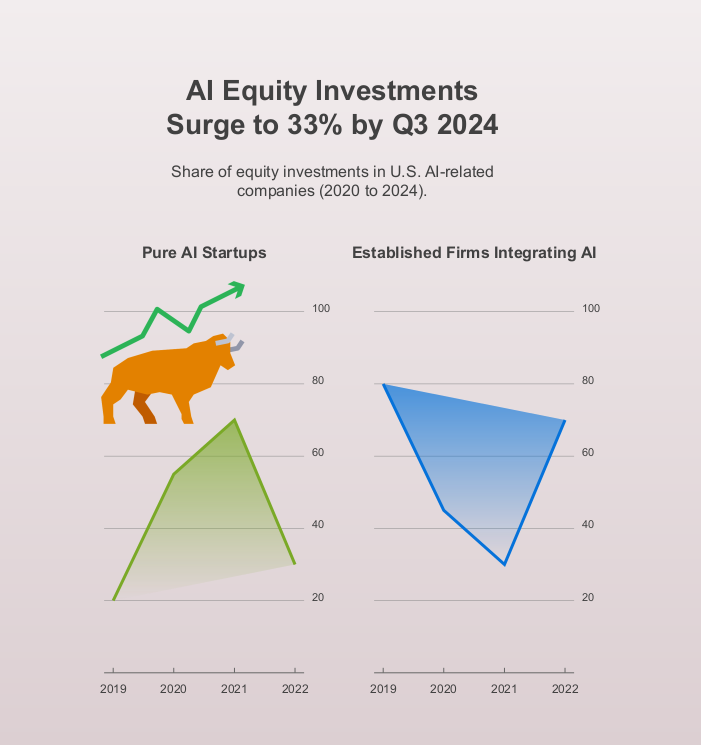 AI Equity Investments
Surge to 33% by Q3 2024
Share of equity investments in U.S. AI-related
companies (2020 to 2024).
Pure AI Startups
100
80
60
40
20
2019 2020 2021 2022
Established Firms Integrating AI
100
80
60
40
20
2019 2020 2021 2022